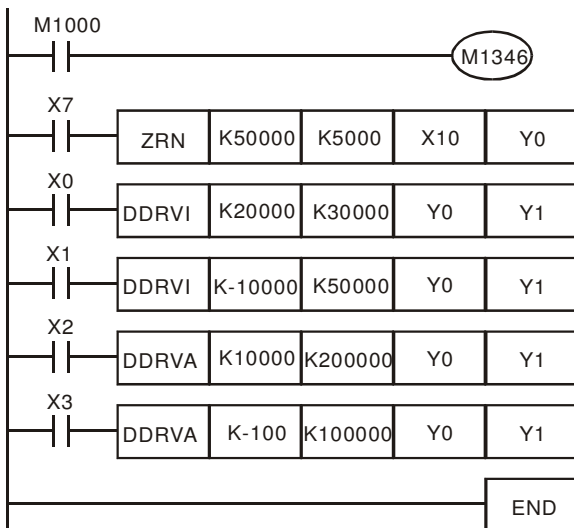 M1000
M1346
X7
ZRN K50000 K5000 X10 Y0
X0
DDRVI K20000 K30000 Y0 Y1
X1
DDRVI K-10000 K50000 Y0 Y1
X2
DDRVA K10000 K200000 Y0 Y1
X3
DDRVA K-100 K100000 Y0 Y1
END